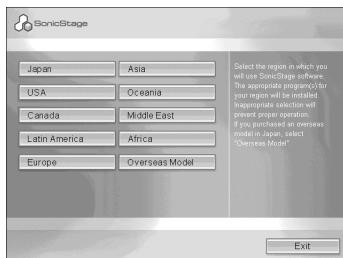 SonicStage
Japan
Asia
USA
Oceania
Canada
Middle East
Latin America
Africa
Europe
Overseas Model
Select the region in which you
will use SonicStage software.
The appropriate program(s) for
your region will be installed.
Inappropriate selection will
prevent proper operation.
If you purchased an overseas
model in Japan, select
"Overseas Model".
Exit